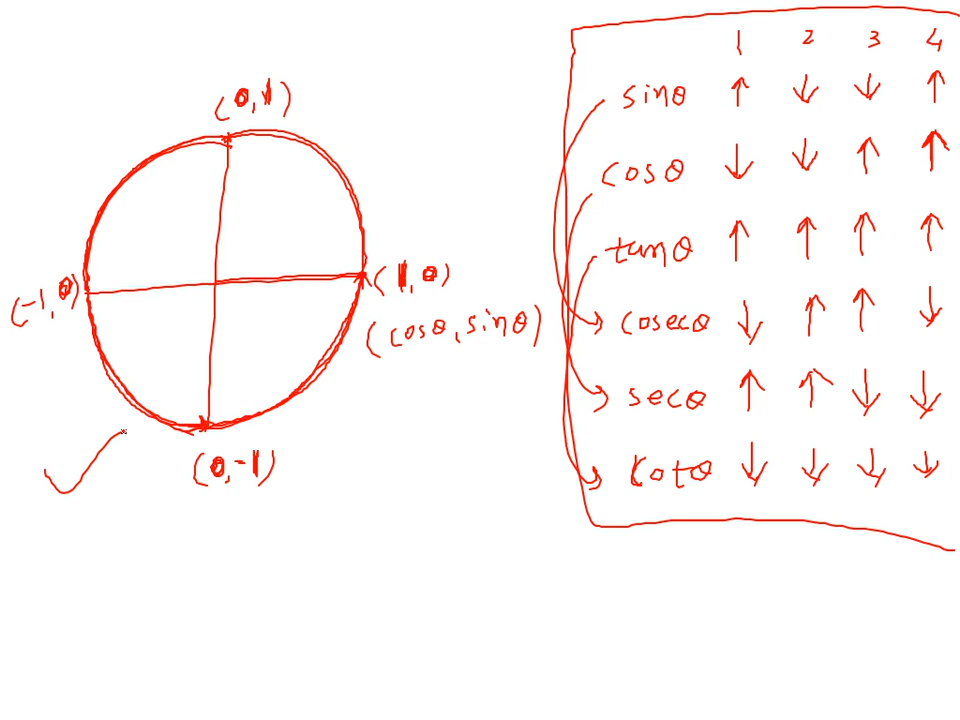 (0,1)
(-1,0)
(1,0)
(cosθ,sinθ)
(0,-1)
1 2 3 4
sinθ ↑ ↓ ↓ ↑
cosθ ↓ ↓ ↑ ↑
tanθ ↑ ↑ ↑ ↑
cosecθ ↓ ↑ ↑ ↓
secθ ↑ ↑ ↓ ↓
cotθ ↓ ↓ ↓ ↓